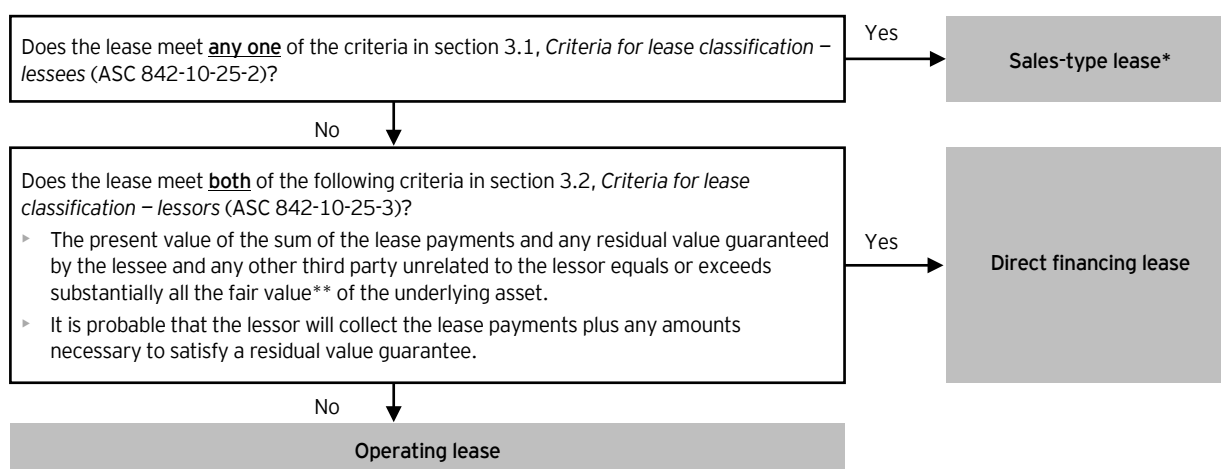 Does the lease meet any one of the criteria in section 3.1, Criteria for lease classification –
lessees (ASC 842-10-25-2)?
Yes
Sales-type lease*
No
Does the lease meet both of the following criteria in section 3.2, Criteria for lease
classification – lessors (ASC 842-10-25-3)?
‣ The present value of the sum of the lease payments and any residual value guaranteed
by the lessee and any other third party unrelated to the lessor equals or exceeds
substantially all the fair value** of the underlying asset.
‣ It is probable that the lessor will collect the lease payments plus any amounts
necessary to satisfy a residual value guarantee.
Yes
Direct financing lease
No
Operating lease